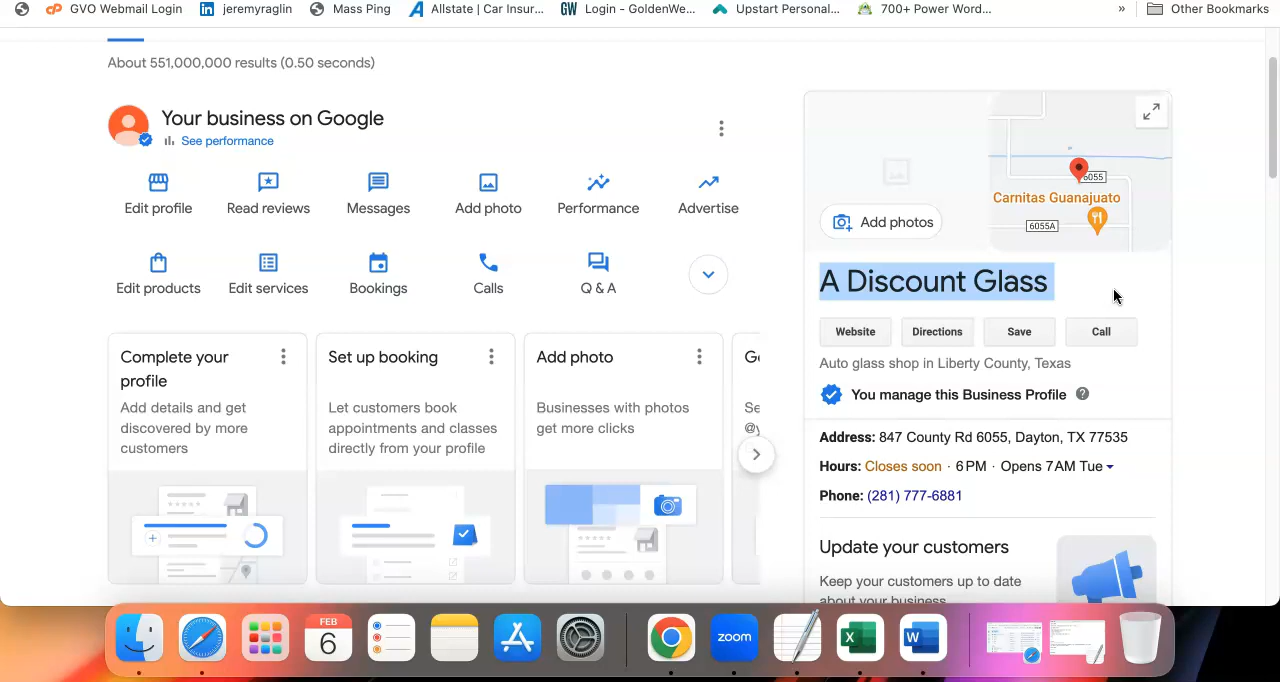 GVO Webmail Login
jeremyraglin
Mass Ping
Allstate | Car Insur...
GW Login - GoldenWe...
Upstart Personal...
700+ Power Word...
»
Other Bookmarks
About 551,000,000 results (0.50 seconds)
Your business on Google
See performance
Edit profile
Read reviews
Messages
Add photo
Performance
Advertise
Edit products
Edit services
Bookings
Calls
Q & A
Complete your
profile
Add details and get
discovered by more
customers
Set up booking
Let customers book
appointments and classes
directly from your profile
Add photo
Businesses with photos
get more clicks
Add photos
6055
Carnitas Guanajuato
6055A
A Discount Glass
Website
Directions
Save
Call
Auto glass shop in Liberty County, Texas
You manage this Business Profile
Address: 847 County Rd 6055, Dayton, TX 77535
Hours: Closes soon · 6 PM · Opens 7 AM Tue
Phone: (281) 777-6881
Update your customers
Keep your customers up to date
about your business
FEB
6
zoom
X
W